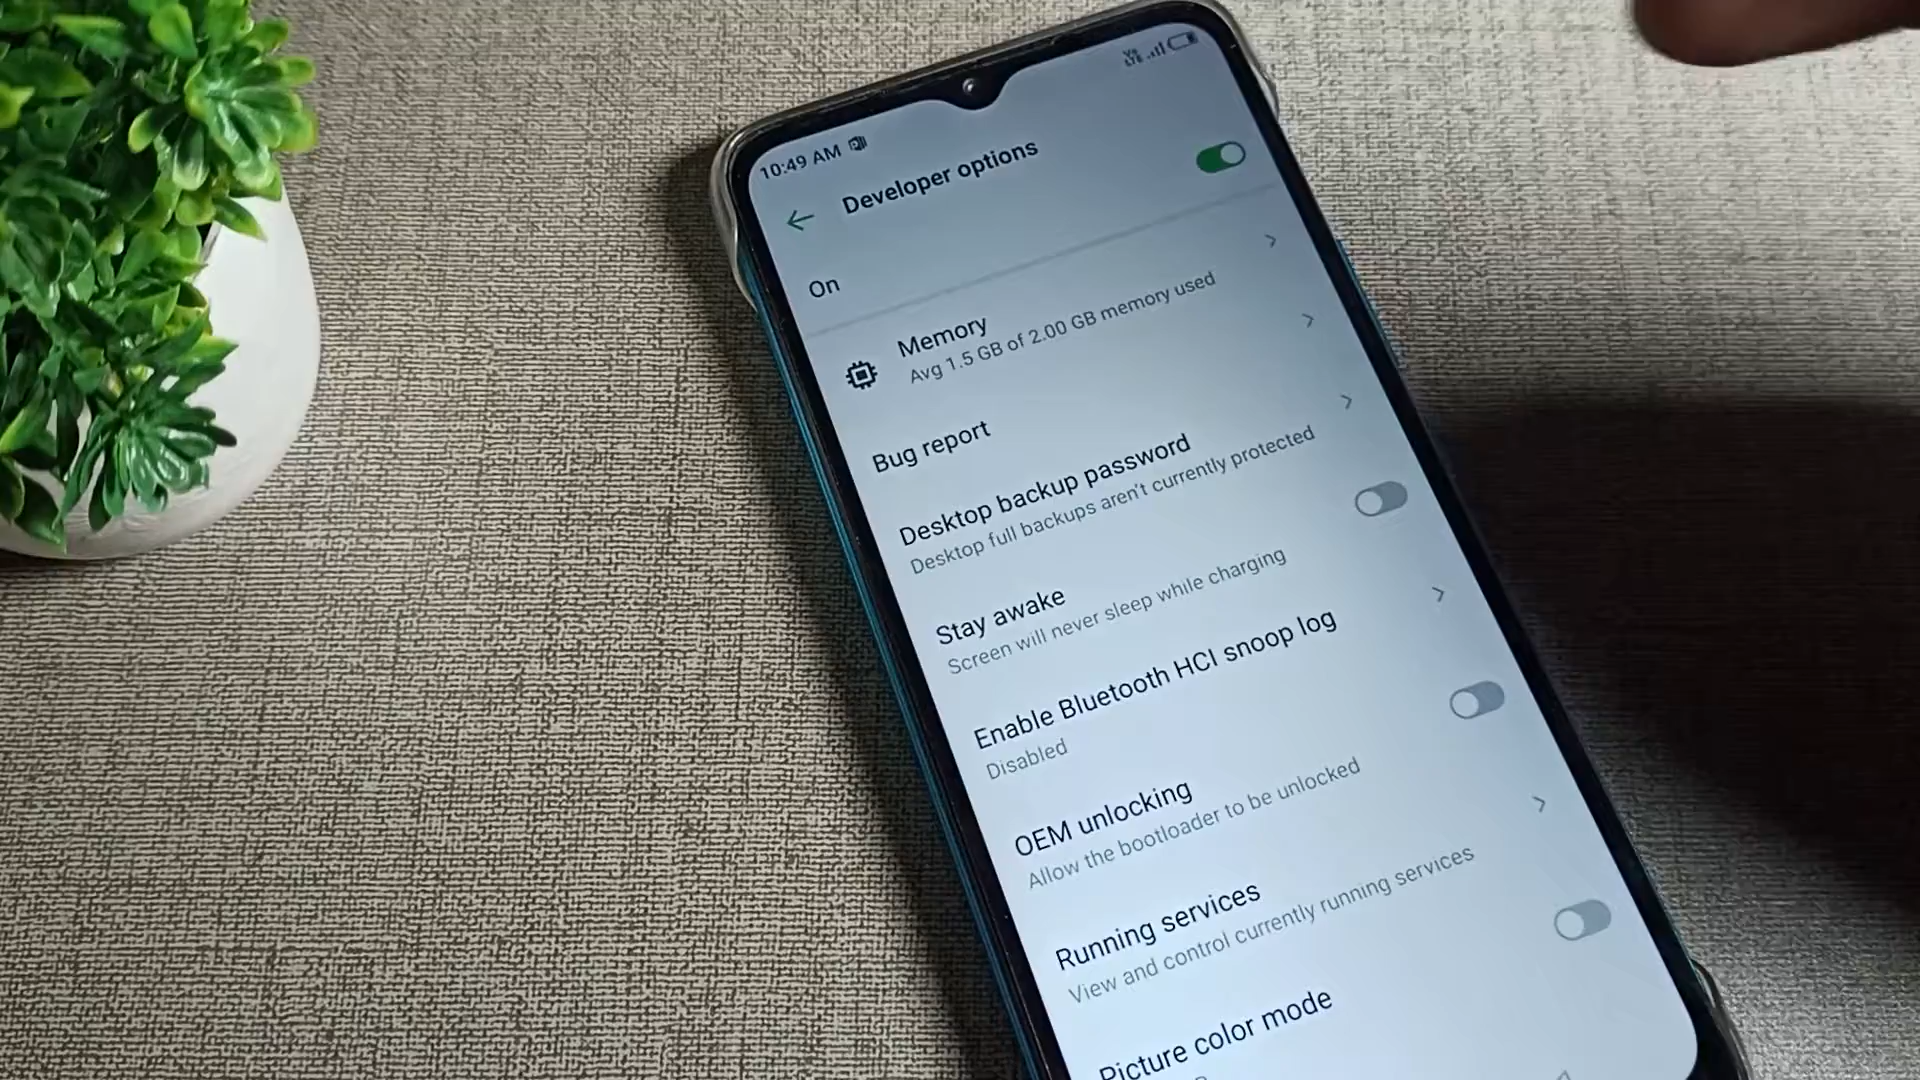 10:49 AM
Vo
LTE
Developer options
On
Memory
Avg 1.5 GB of 2.00 GB memory used
Bug report
Desktop backup password
Desktop full backups aren't currently protected
Stay awake
Screen will never sleep while charging
Enable Bluetooth HCI snoop log
Disabled
OEM unlocking
Allow the bootloader to be unlocked
Running services
View and control currently running services
Picture color mode